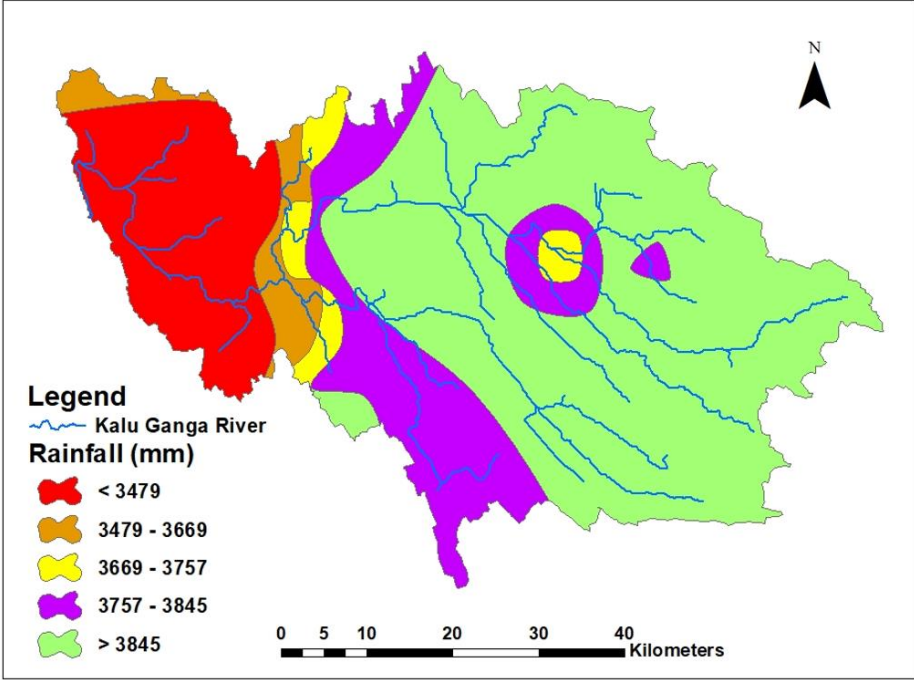 N
Legend
Kalu Ganga River
Rainfall (mm)
< 3479
3479 - 3669
3669 - 3757
3757 - 3845
> 3845
0 5 10 20 30 40
Kilometers